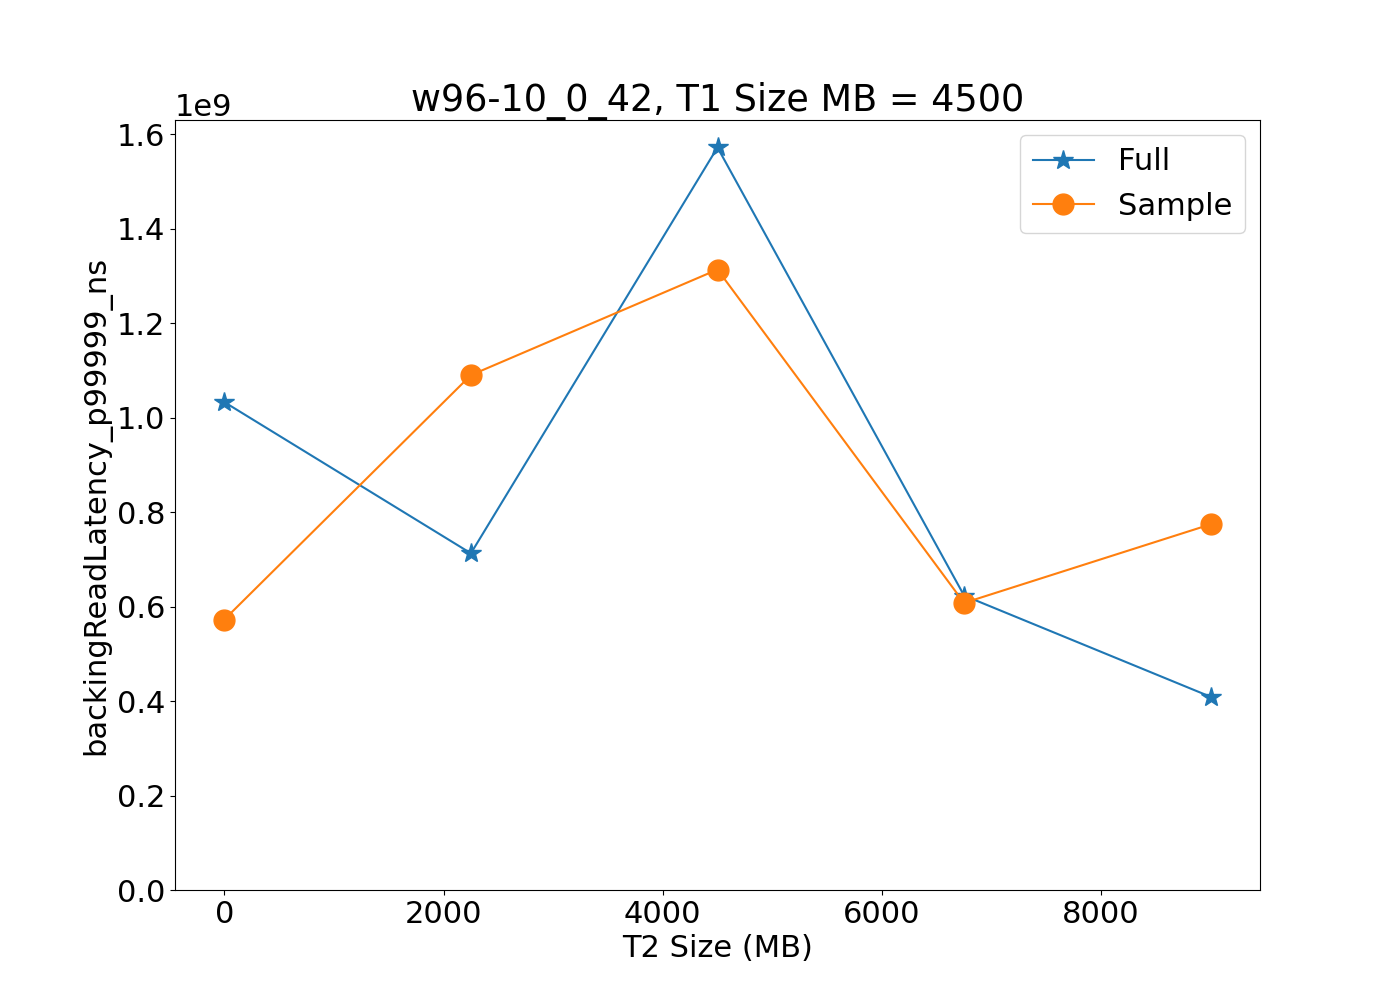 w96-10_0_42, T1 Size MB = 4500
1e9
Full
Sample
1.6
1.4
1.2
1.0
0.8
0.6
0.4
0.2
0.0
backingReadLatency_p99999_ns
0 2000 4000 6000 8000
T2 Size (MB)